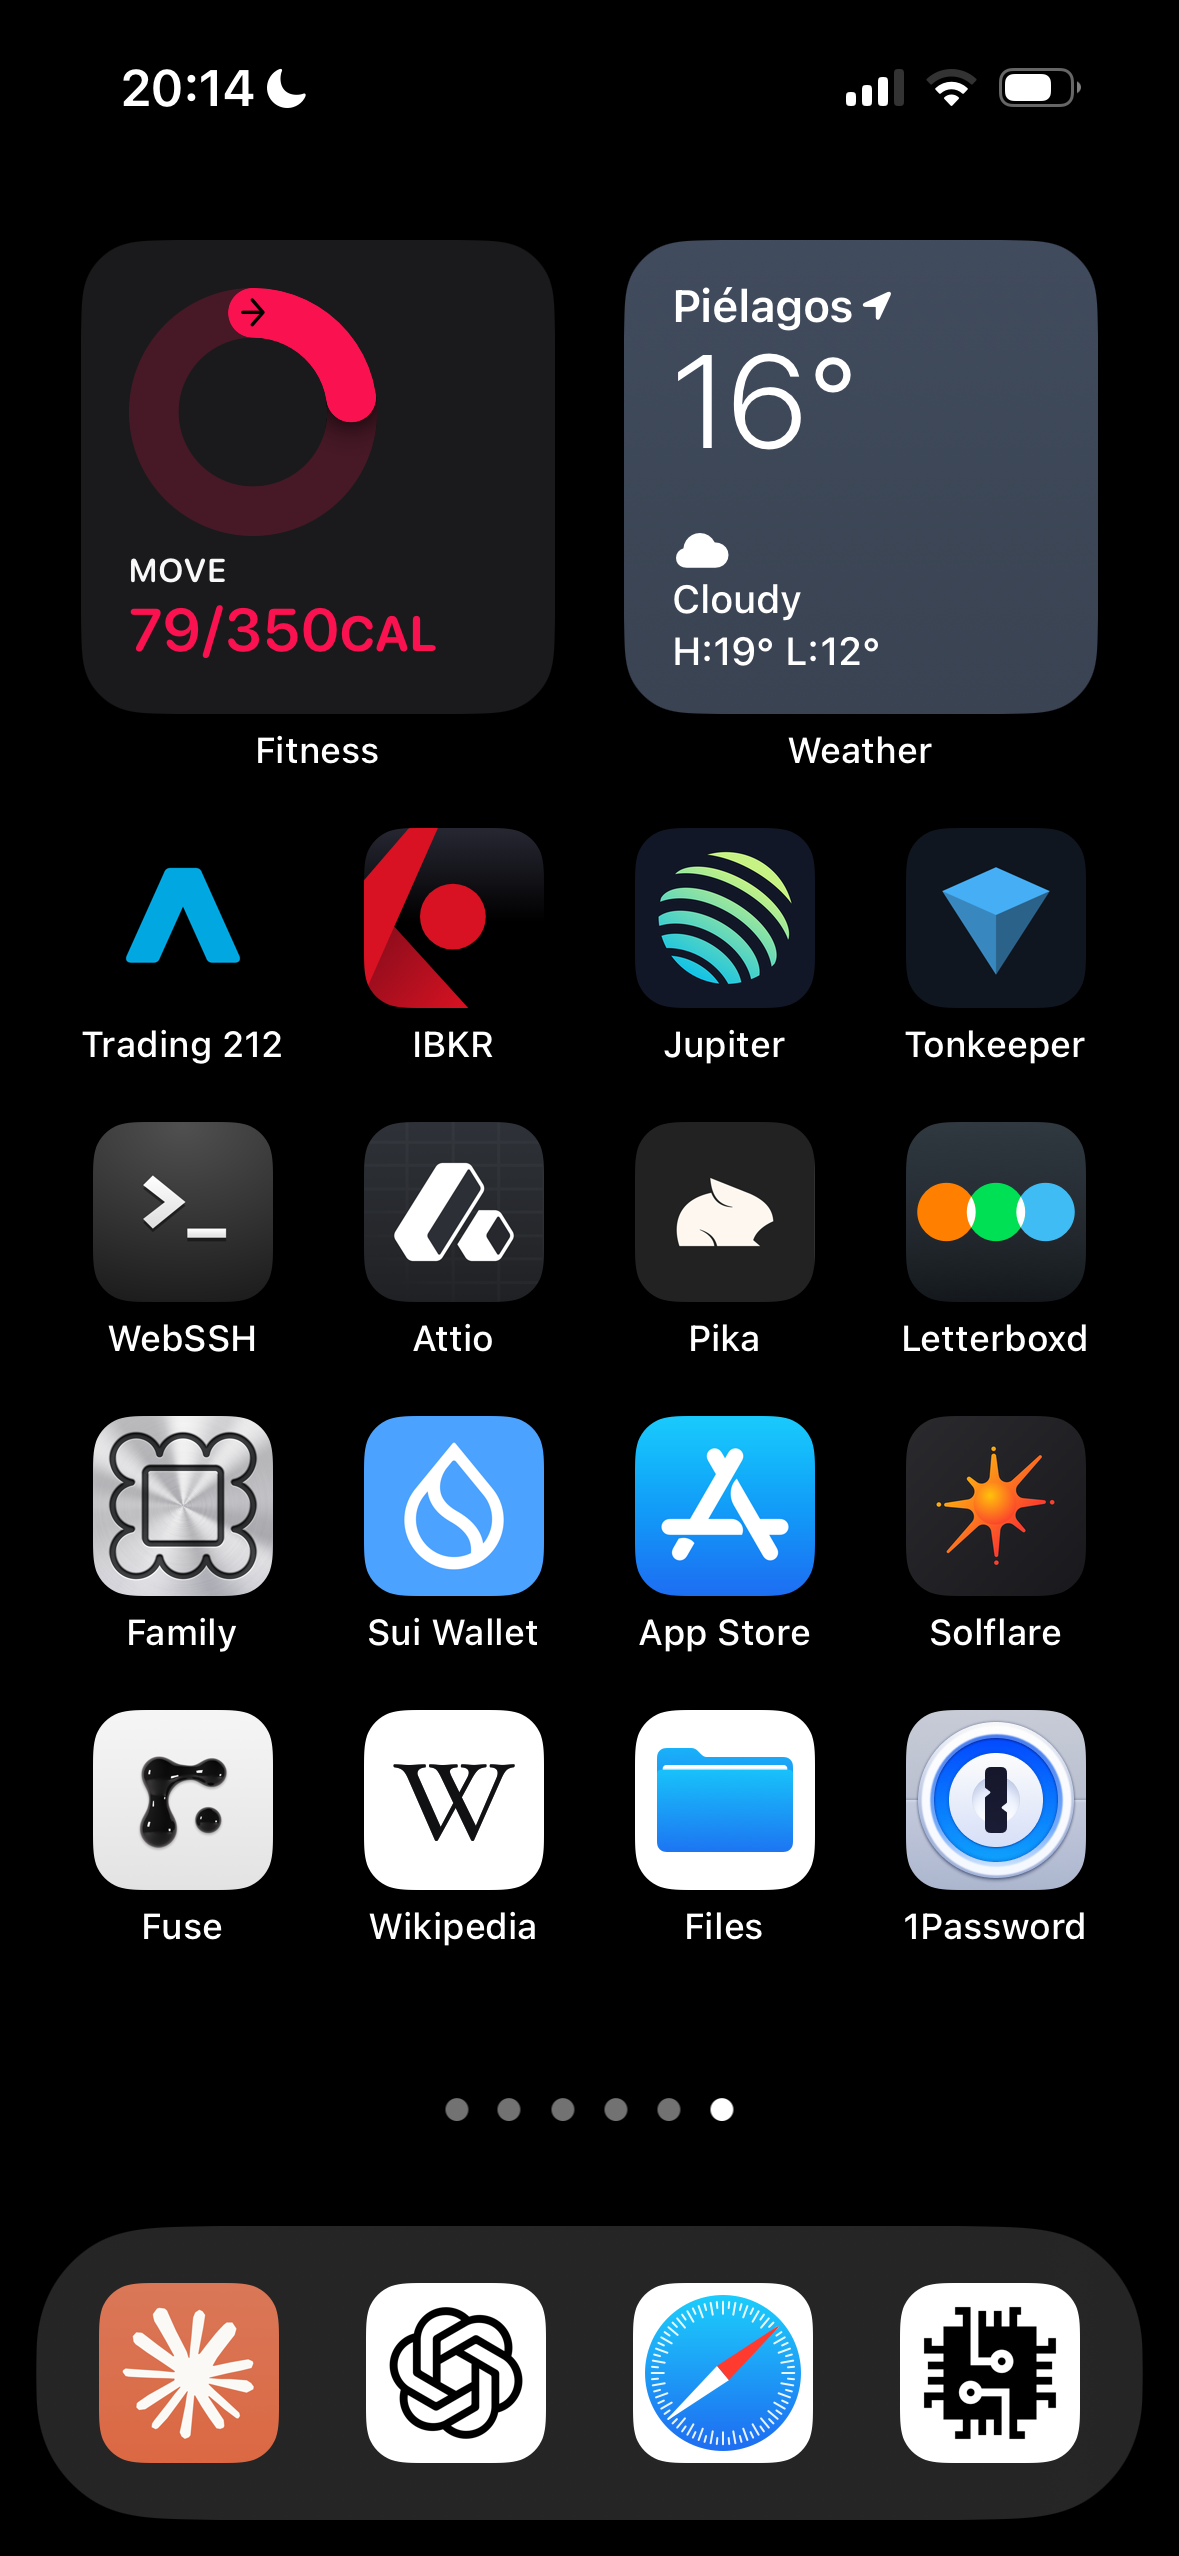 20:14
Piélagos
16°
MOVE
79/350CAL
Cloudy
H:19° L:12°
Fitness
Weather
Trading 212
IBKR
Jupiter
Tonkeeper
WebSSH
Attio
Pika
Letterboxd
Family
Sui Wallet
App Store
Solflare
W
Fuse
Wikipedia
Files
1Password